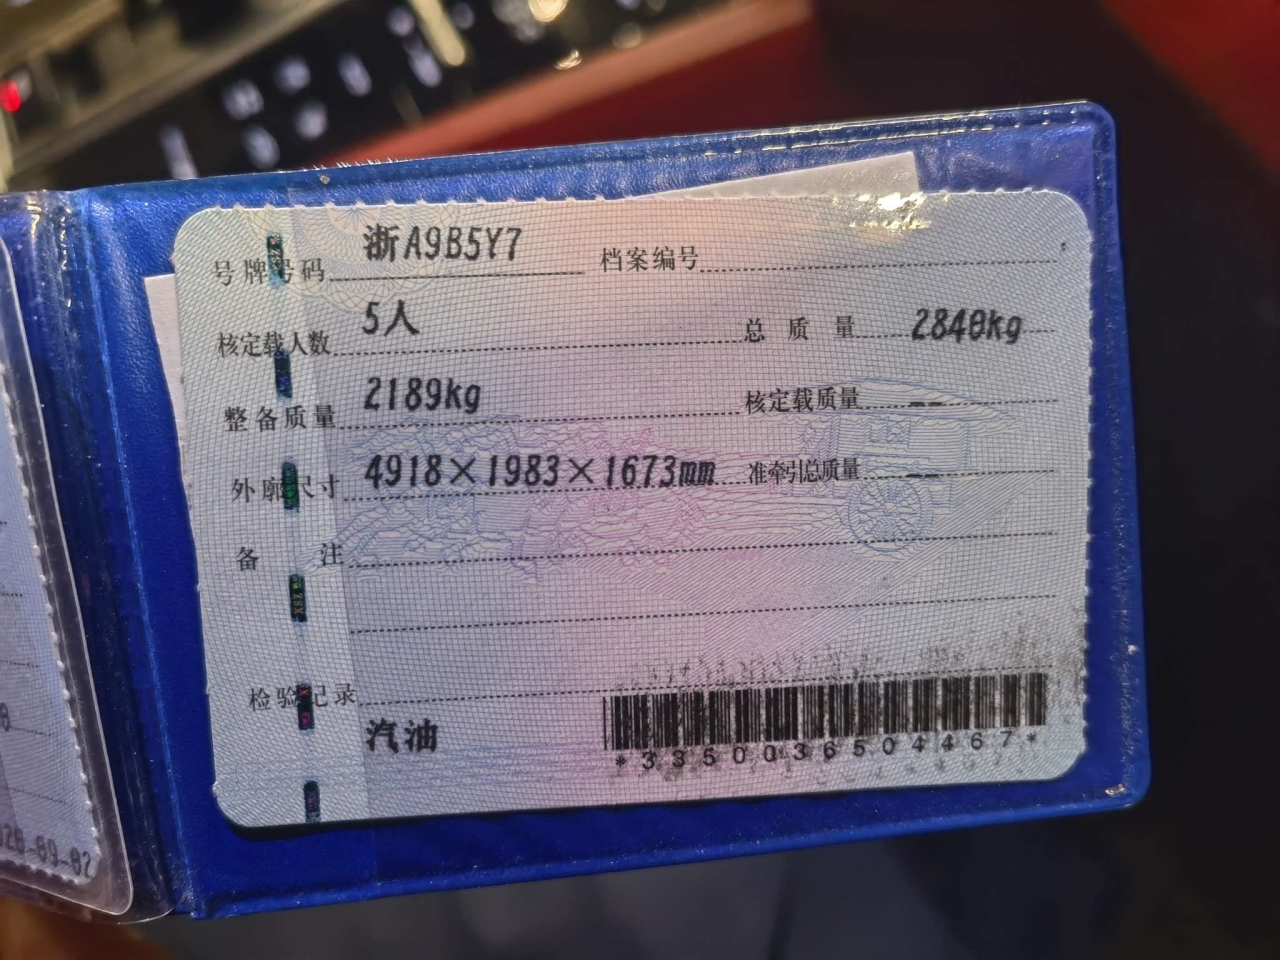 号牌号码 浙A9B5Y7 档案编号
核定载人数 5人 总质量 2840kg
整备质量 2189kg 核定载质量 --
外廓尺寸 4918×1983×1673mm 准牵引总质量 --
备注
检验记录
汽油
*3350036504467*